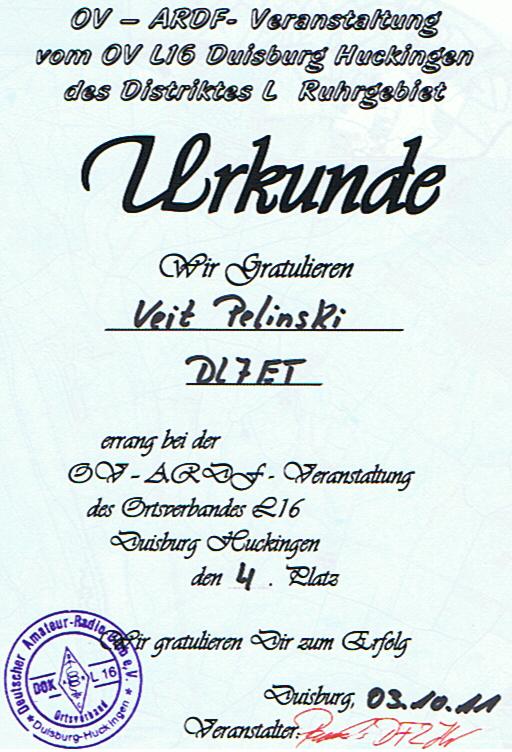 OV – ARDF- Veranstaltung
vom OV L16 Duisburg Huckingen
des Distriktes L Ruhrgebiet
Urkunde
Wir Gratulieren
Veit Pelinski
DL7ET
errang bei der
OV - ARDF - Veranstaltung
des Ortsverbandes L16
Duisburg Huckingen
den 4. Platz
Wir gratulieren Dir zum Erfolg
Duisburg, 03.10.11
Veranstalter:
Deutscher Amateur-Radio-Club e.V.
DOK L 16
Ortsverband
* Duisburg-Huckingen *